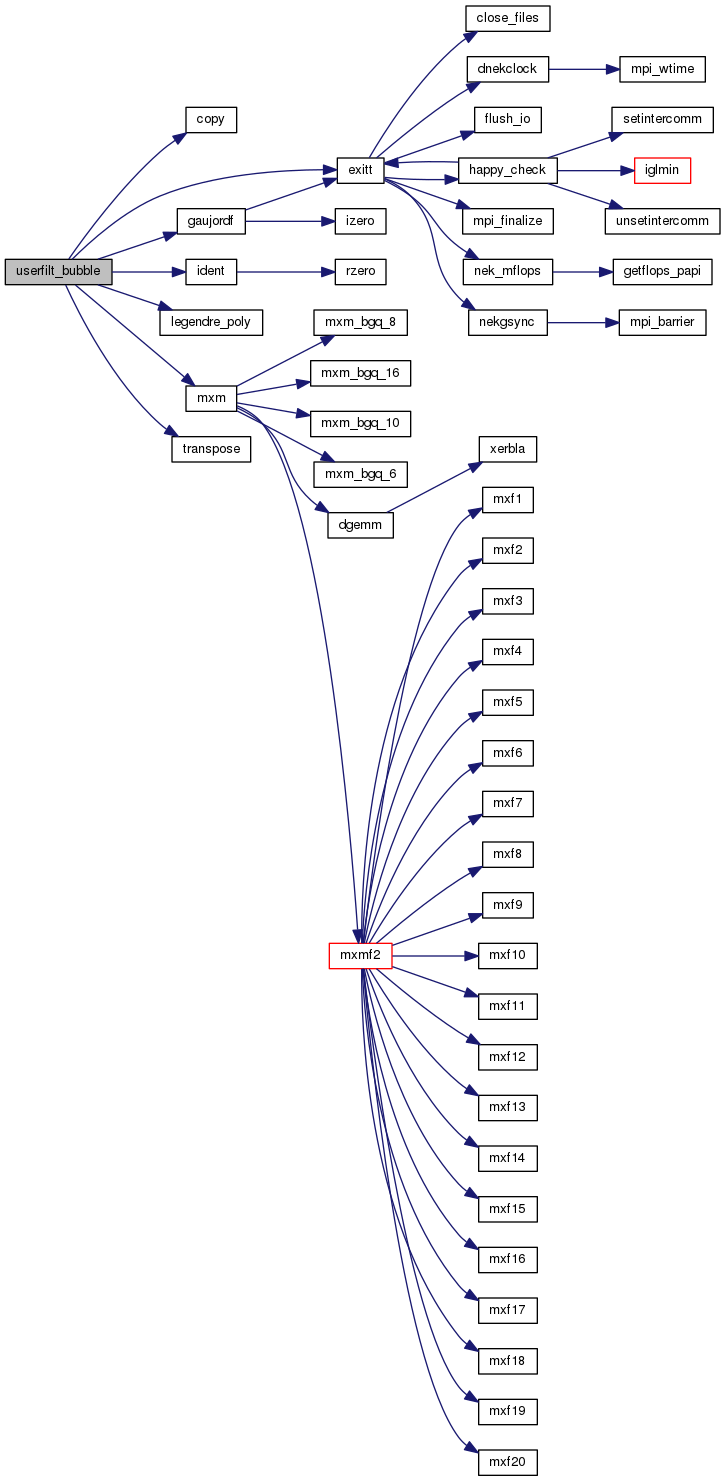 close_files
dnekclock
mpi_wtime
copy
flush_io
setintercomm
exitt
happy_check
iglmin
gaujordf
izero
mpi_finalize
unsetintercomm
userfilt_bubble
ident
rzero
nek_mflops
getflops_papi
legendre_poly
mxm_bgq_8
nekgsync
mpi_barrier
mxm_bgq_16
mxm
mxm_bgq_10
transpose
xerbla
mxm_bgq_6
mxf1
dgemm
mxf2
mxf3
mxf4
mxf5
mxf6
mxf7
mxf8
mxf9
mxmf2
mxf10
mxf11
mxf12
mxf13
mxf14
mxf15
mxf16
mxf17
mxf18
mxf19
mxf20